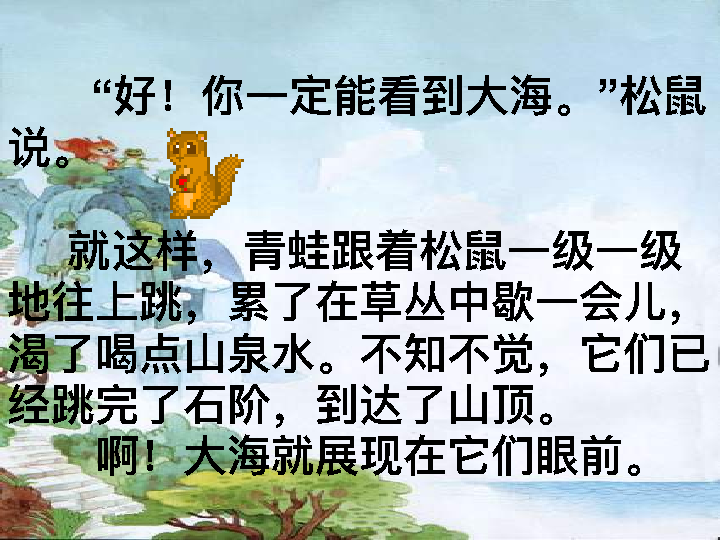 “好！你一定能看到大海。”松鼠
说。
就这样，青蛙跟着松鼠一级一级
地往上跳，累了在草丛中歇一会儿，
渴了喝点山泉水。不知不觉，它们已
经跳完了石阶，到达了山顶。
啊！大海就展现在它们眼前。